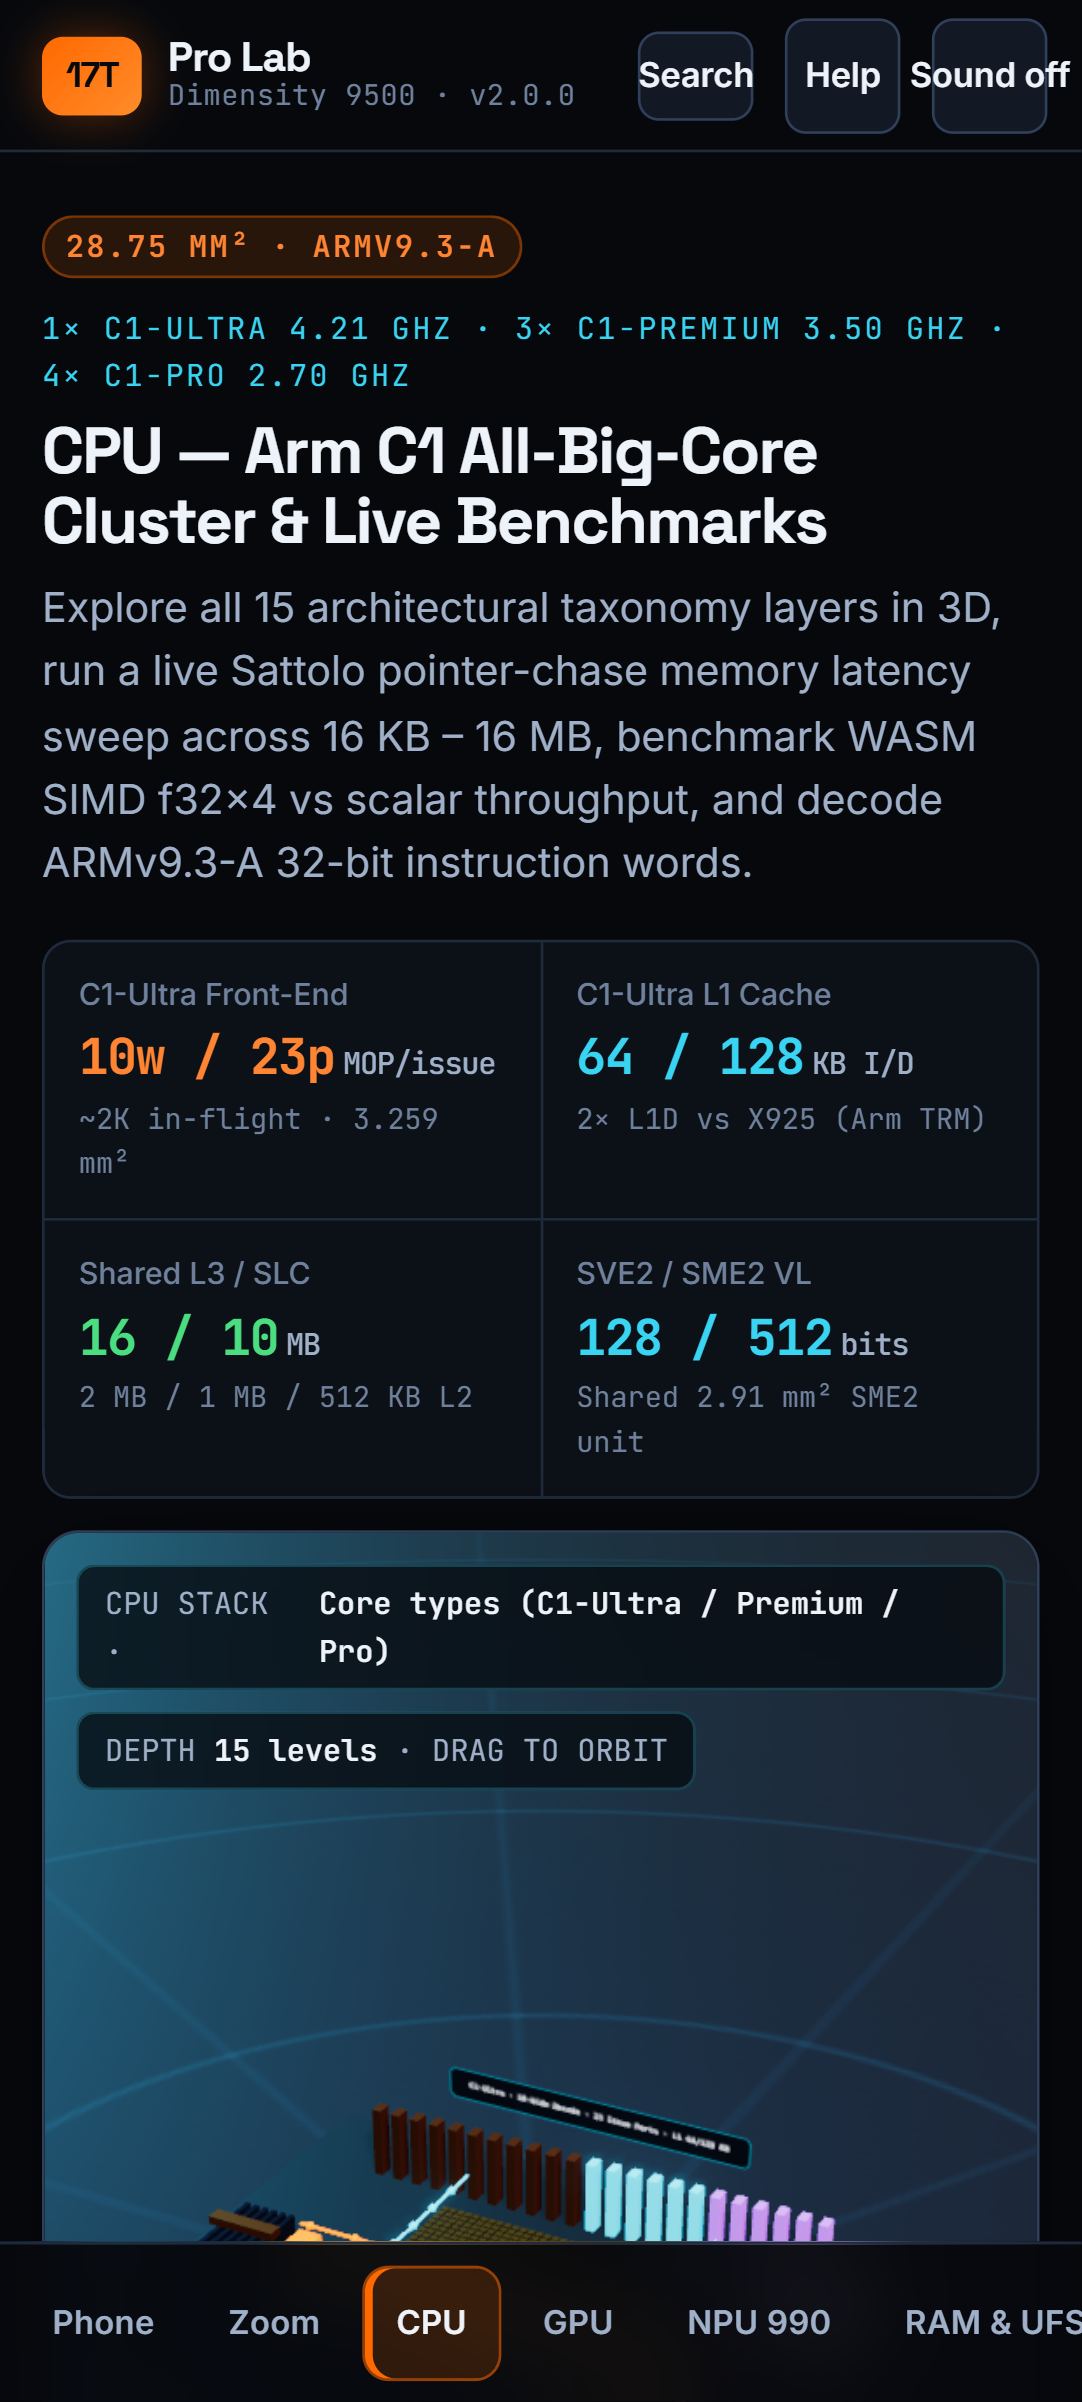 17T
Pro Lab
Dimensity 9500 · v2.0.0
Search
Help
Sound off
28.75 MM² · ARMV9.3-A
1× C1-ULTRA 4.21 GHZ · 3× C1-PREMIUM 3.50 GHZ ·
4× C1-PRO 2.70 GHZ
CPU — Arm C1 All-Big-Core
Cluster & Live Benchmarks
Explore all 15 architectural taxonomy layers in 3D,
run a live Sattolo pointer-chase memory latency
sweep across 16 KB – 16 MB, benchmark WASM
SIMD f32×4 vs scalar throughput, and decode
ARMv9.3-A 32-bit instruction words.
C1-Ultra Front-End
10w / 23p MOP/issue
~2K in-flight · 3.259
mm²
C1-Ultra L1 Cache
64 / 128 KB I/D
2× L1D vs X925 (Arm TRM)
Shared L3 / SLC
16 / 10 MB
2 MB / 1 MB / 512 KB L2
SVE2 / SME2 VL
128 / 512 bits
Shared 2.91 mm² SME2
unit
CPU STACK · Core types (C1-Ultra / Premium /
Pro)
DEPTH 15 levels · DRAG TO ORBIT
Phone
Zoom
CPU
GPU
NPU 990
RAM & UFS